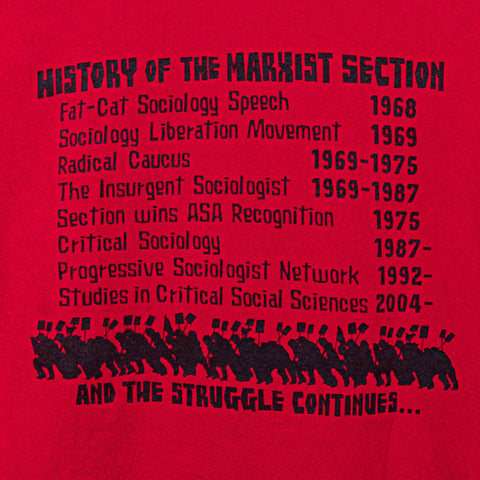 HISTORY OF THE MARXIST SECTION
Fat-Cat Sociology Speech 1968
Sociology Liberation Movement 1969
Radical Caucus 1969-1975
The Insurgent Sociologist 1969-1987
Section wins ASA Recognition 1975
Critical Sociology 1987-
Progressive Sociologist Network 1992-
Studies in Critical Social Sciences 2004-
AND THE STRUGGLE CONTINUES...